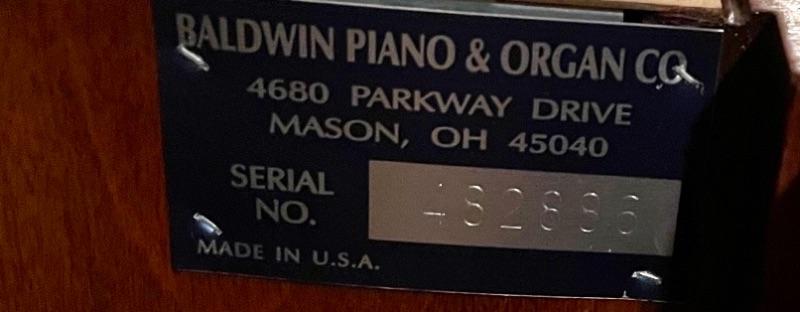 BALDWIN PIANO & ORGAN CO.
4680 PARKWAY DRIVE
MASON, OH 45040
SERIAL NO.
482886
MADE IN U.S.A.